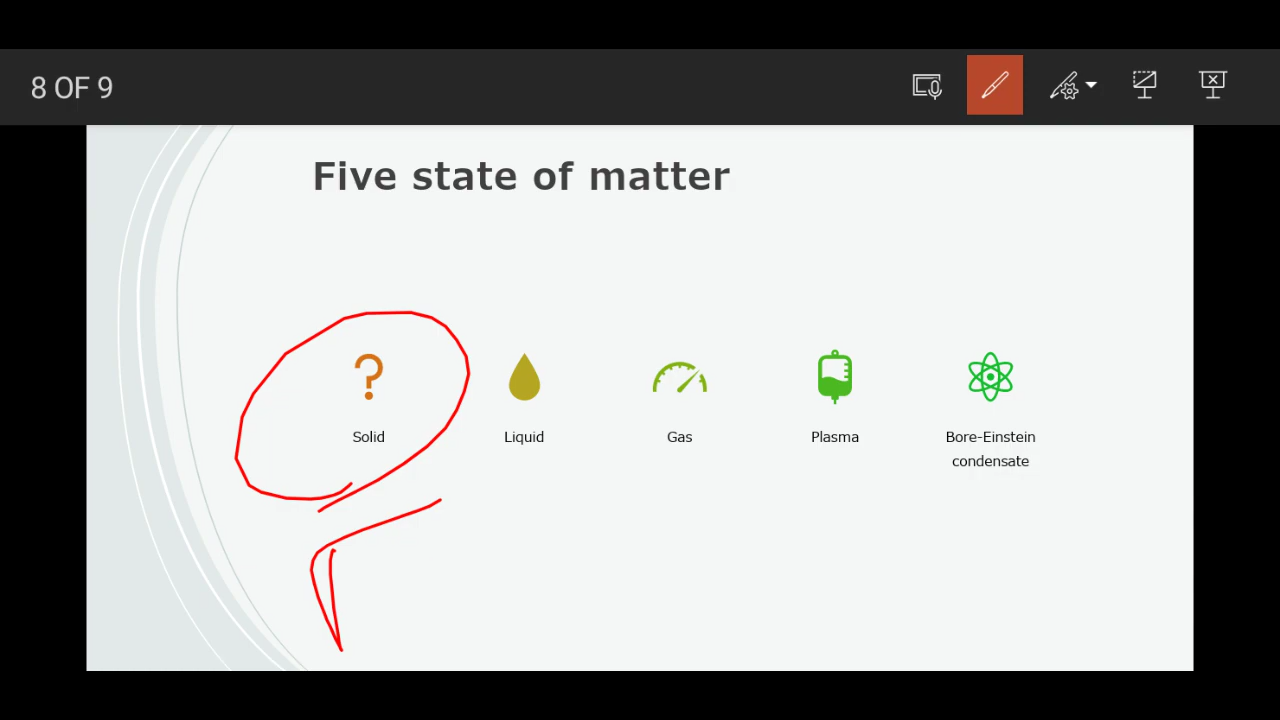 8 OF 9
Five state of matter
Solid
Liquid
Gas
Plasma
Bore-Einstein
condensate